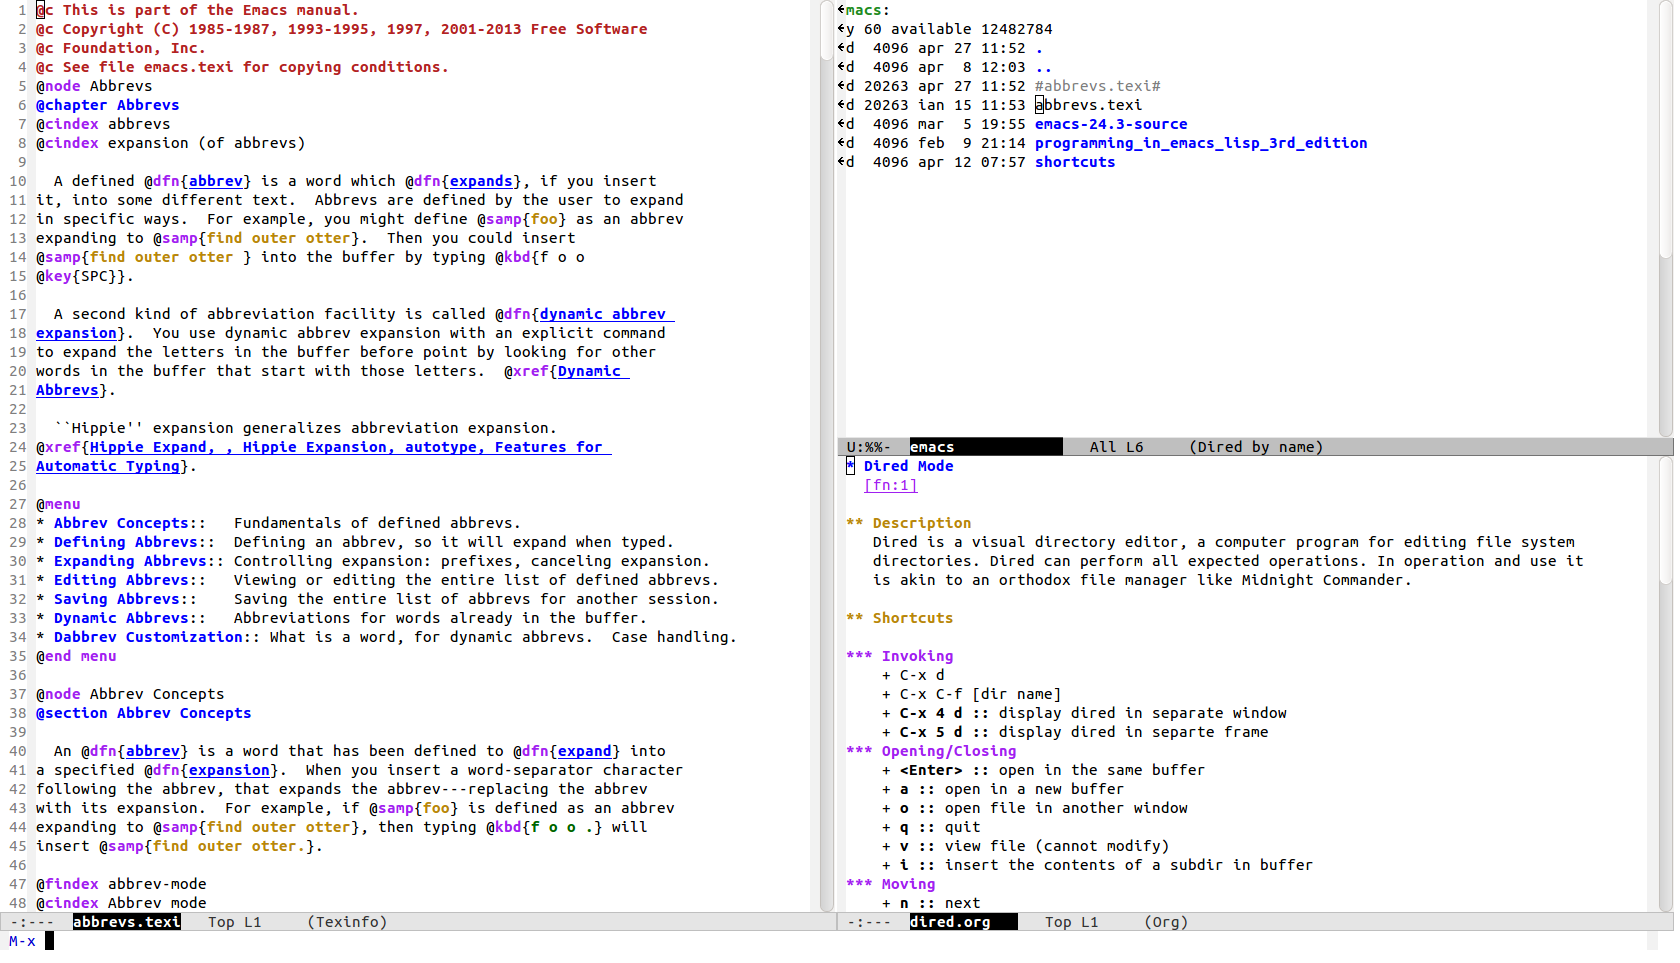 1 @c This is part of the Emacs manual.
2 @c Copyright (C) 1985-1987, 1993-1995, 1997, 2001-2013 Free Software
3 @c Foundation, Inc.
4 @c See file emacs.texi for copying conditions.
5 @node Abbrevs
6 @chapter Abbrevs
7 @cindex abbrevs
8 @cindex expansion (of abbrevs)
9
10   A defined @dfn{abbrev} is a word which @dfn{expands}, if you insert
11 it, into some different text.  Abbrevs are defined by the user to expand
12 in specific ways.  For example, you might define @samp{foo} as an abbrev
13 expanding to @samp{find outer otter}.  Then you could insert
14 @samp{find outer otter } into the buffer by typing @kbd{f o o
15 @key{SPC}}.
16
17   A second kind of abbreviation facility is called @dfn{dynamic abbrev
18 expansion}.  You use dynamic abbrev expansion with an explicit command
19 to expand the letters in the buffer before point by looking for other
20 words in the buffer that start with those letters.  @xref{Dynamic
21 Abbrevs}.
22
23   ``Hippie'' expansion generalizes abbreviation expansion.
24 @xref{Hippie Expand, , Hippie Expansion, autotype, Features for
25 Automatic Typing}.
26
27 @menu
28 * Abbrev Concepts::   Fundamentals of defined abbrevs.
29 * Defining Abbrevs::  Defining an abbrev, so it will expand when typed.
30 * Expanding Abbrevs:: Controlling expansion: prefixes, canceling expansion.
31 * Editing Abbrevs::   Viewing or editing the entire list of defined abbrevs.
32 * Saving Abbrevs::    Saving the entire list of abbrevs for another session.
33 * Dynamic Abbrevs::   Abbreviations for words already in the buffer.
34 * Dabbrev Customization:: What is a word, for dynamic abbrevs.  Case handling.
35 @end menu
36
37 @node Abbrev Concepts
38 @section Abbrev Concepts
39
40   An @dfn{abbrev} is a word that has been defined to @dfn{expand} into
41 a specified @dfn{expansion}.  When you insert a word-separator character
42 following the abbrev, that expands the abbrev---replacing the abbrev
43 with its expansion.  For example, if @samp{foo} is defined as an abbrev
44 expanding to @samp{find outer otter}, then typing @kbd{f o o .} will
45 insert @samp{find outer otter.}.
46
47 @findex abbrev-mode
48 @cindex Abbrev mode
-:---  abbrevs.texi   Top L1     (Texinfo)
M-x
macs:
y 60 available 12482784
d  4096 apr 27 11:52 .
d  4096 apr  8 12:03 ..
d 20263 apr 27 11:52 #abbrevs.texi#
d 20263 ian 15 11:53 abbrevs.texi
d  4096 mar  5 19:55 emacs-24.3-source
d  4096 feb  9 21:14 programming_in_emacs_lisp_3rd_edition
d  4096 apr 12 07:57 shortcuts
U:%%-  emacs   All L6     (Dired by name)
* Dired Mode
[fn:1]
** Description
Dired is a visual directory editor, a computer program for editing file system
directories. Dired can perform all expected operations. In operation and use it
is akin to an orthodox file manager like Midnight Commander.
** Shortcuts
*** Invoking
+ C-x d
+ C-x C-f [dir name]
+ C-x 4 d :: display dired in separate window
+ C-x 5 d :: display dired in separte frame
*** Opening/Closing
+ <Enter> :: open in the same buffer
+ a :: open in a new buffer
+ o :: open file in another window
+ q :: quit
+ v :: view file (cannot modify)
+ i :: insert the contents of a subdir in buffer
*** Moving
+ n :: next
-:---  dired.org   Top L1     (Org)